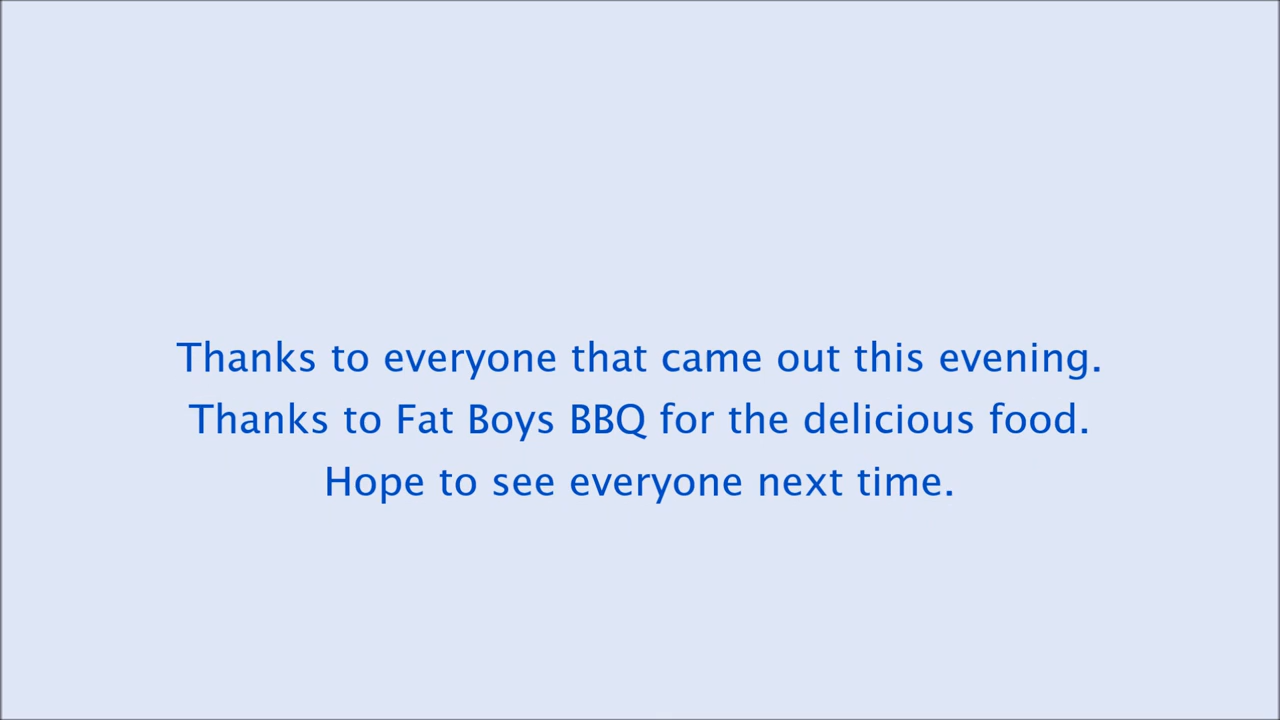 Thanks to everyone that came out this evening.
Thanks to Fat Boys BBQ for the delicious food.
Hope to see everyone next time.